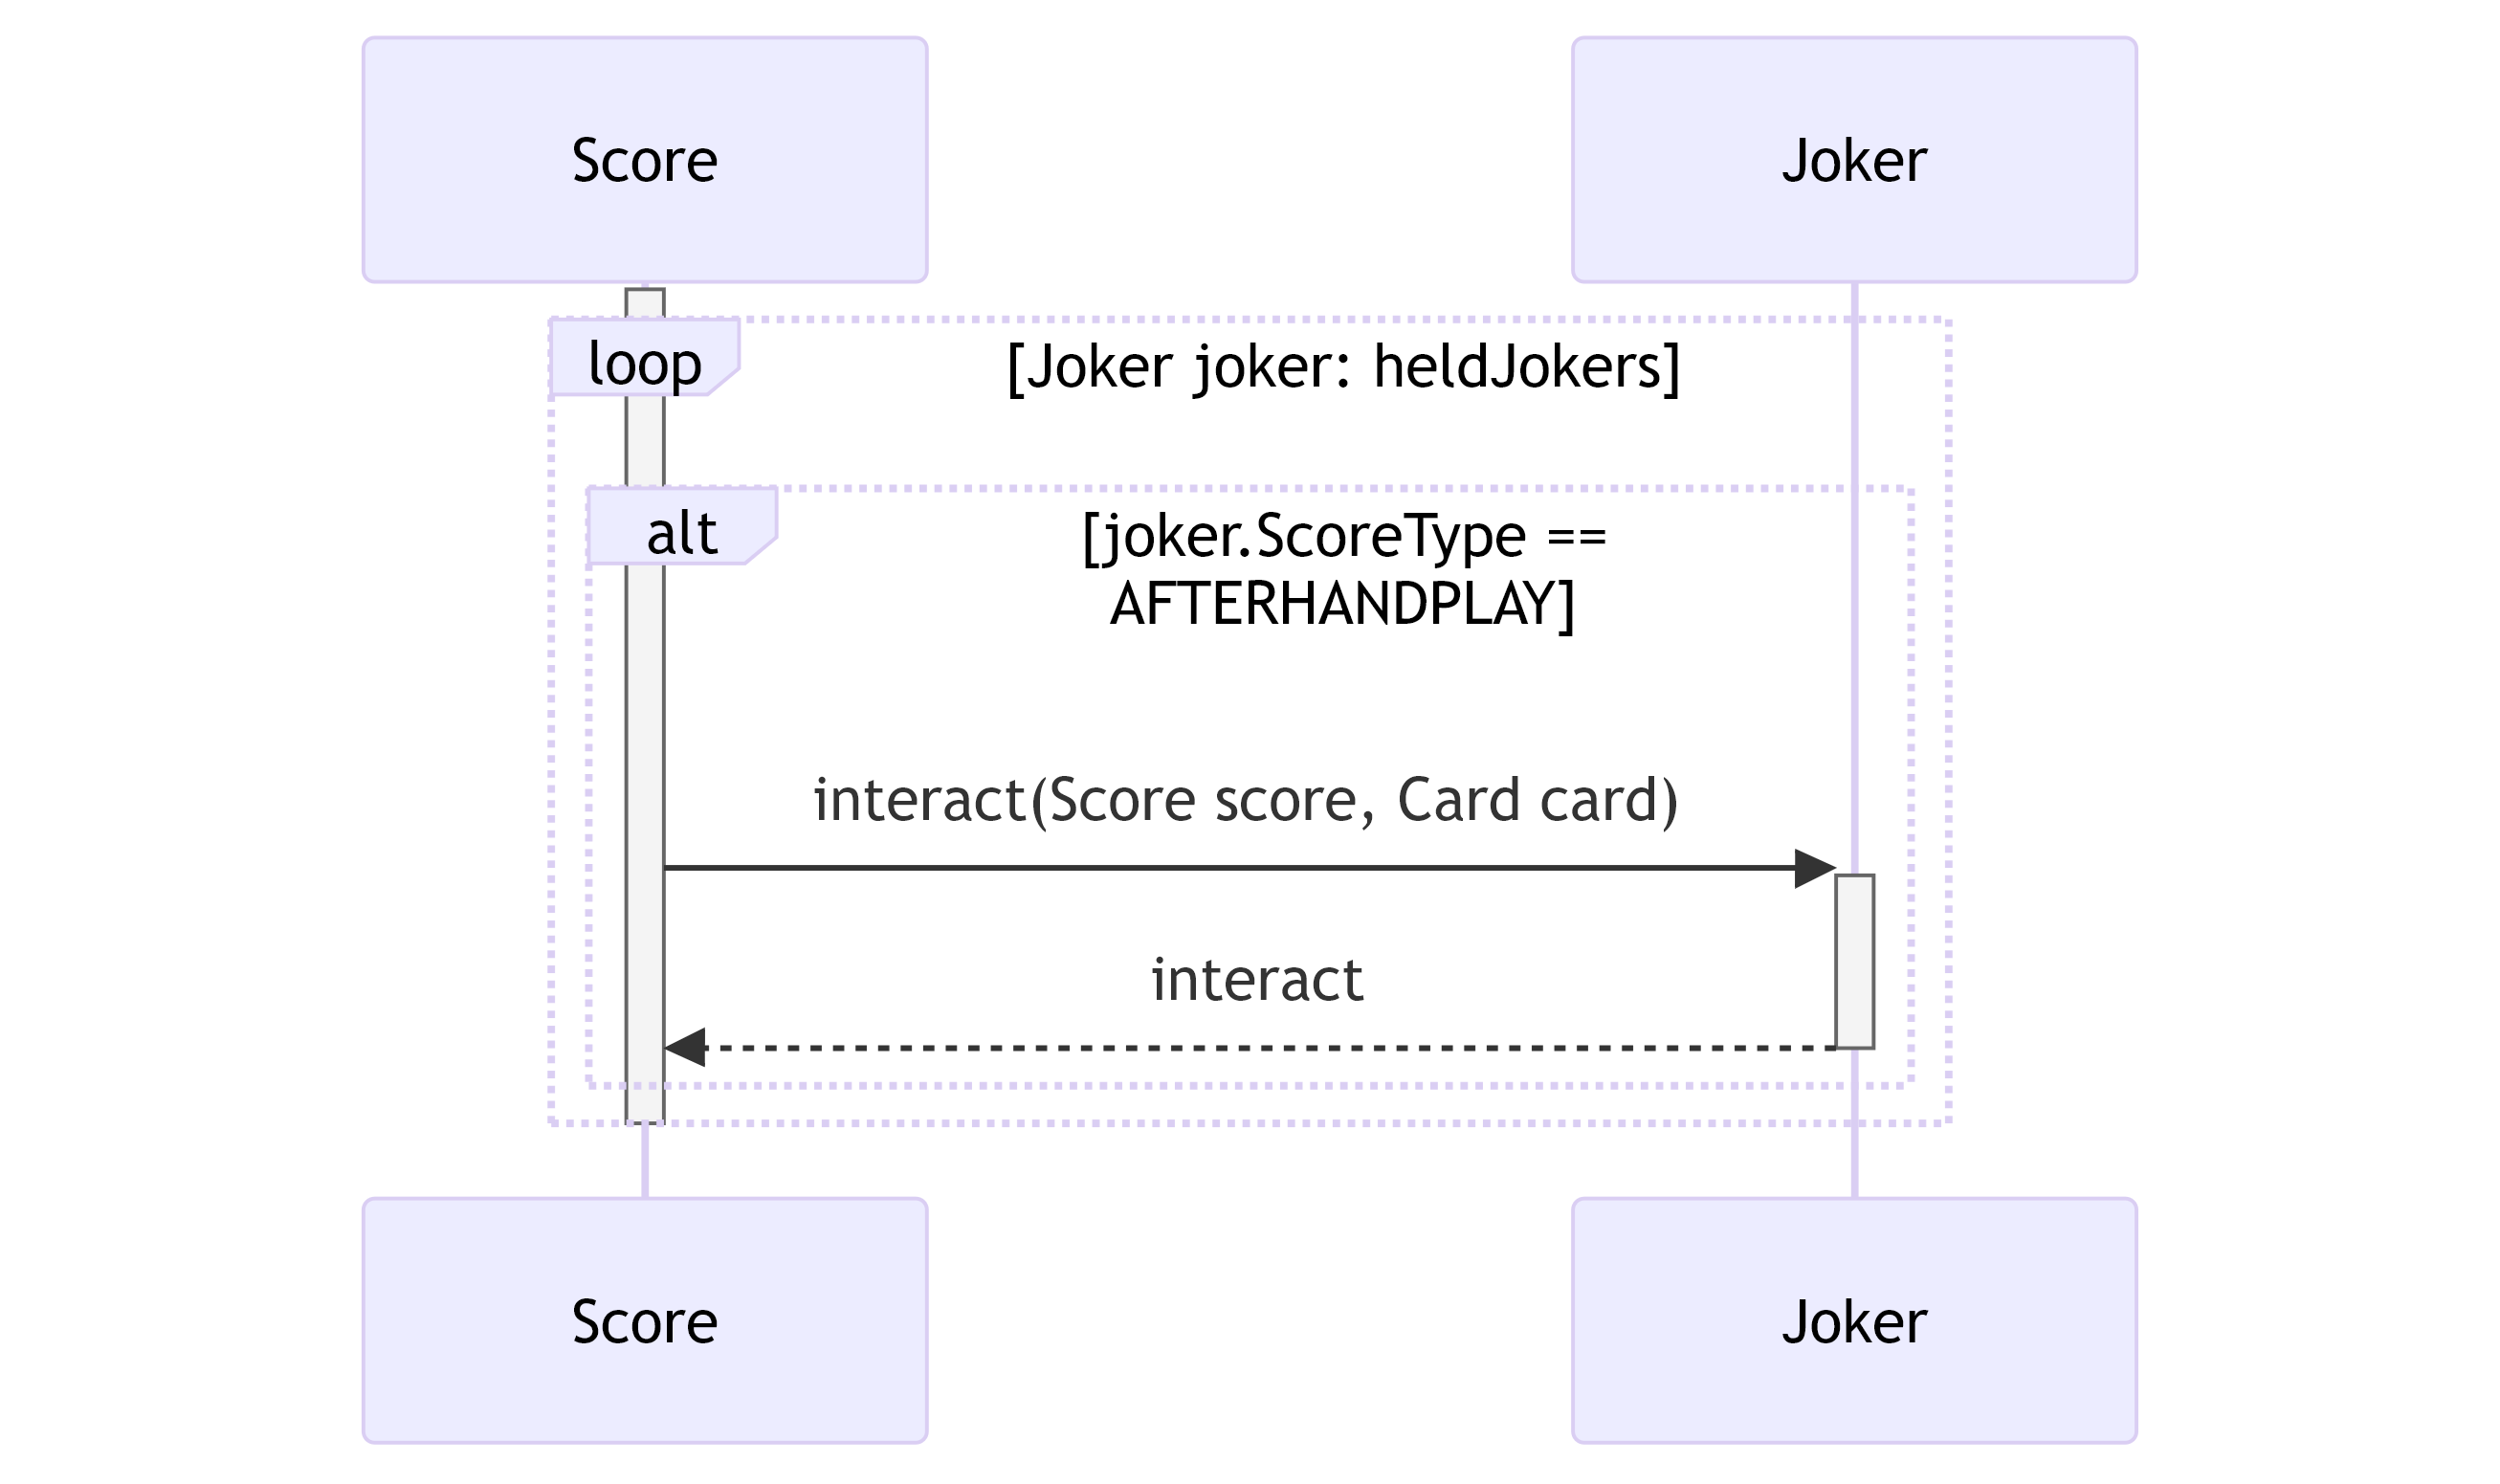 Score
Joker
loop
[Joker joker: heldJokers]
alt
[joker.ScoreType ==
AFTERHANDPLAY]
interact(Score score, Card card)
interact
Score
Joker